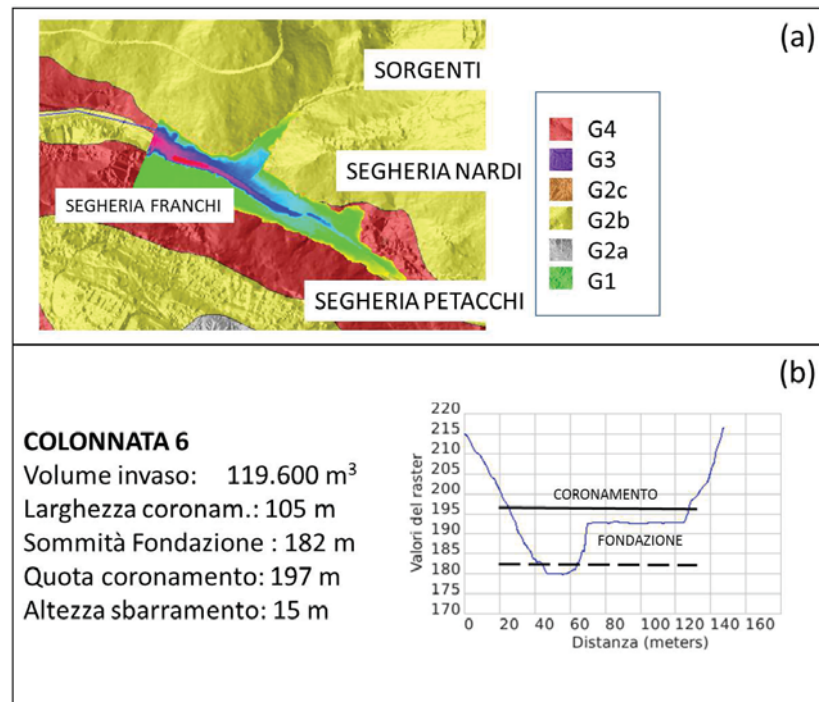 (a)
SORGENTI
SEGHERIA NARDI
SEGHERIA FRANCHI
SEGHERIA PETACCHI
G4
G3
G2c
G2b
G2a
G1
(b)
COLONNATA 6
Volume invaso: 119.600 m³
Larghezza coronam.: 105 m
Sommità Fondazione : 182 m
Quota coronamento: 197 m
Altezza sbarramento: 15 m
Valori del raster
220
215
210
205
200
195
190
185
180
175
170
CORONAMENTO
FONDAZIONE
0 20 40 60 80 100 120 140 160
Distanza (meters)